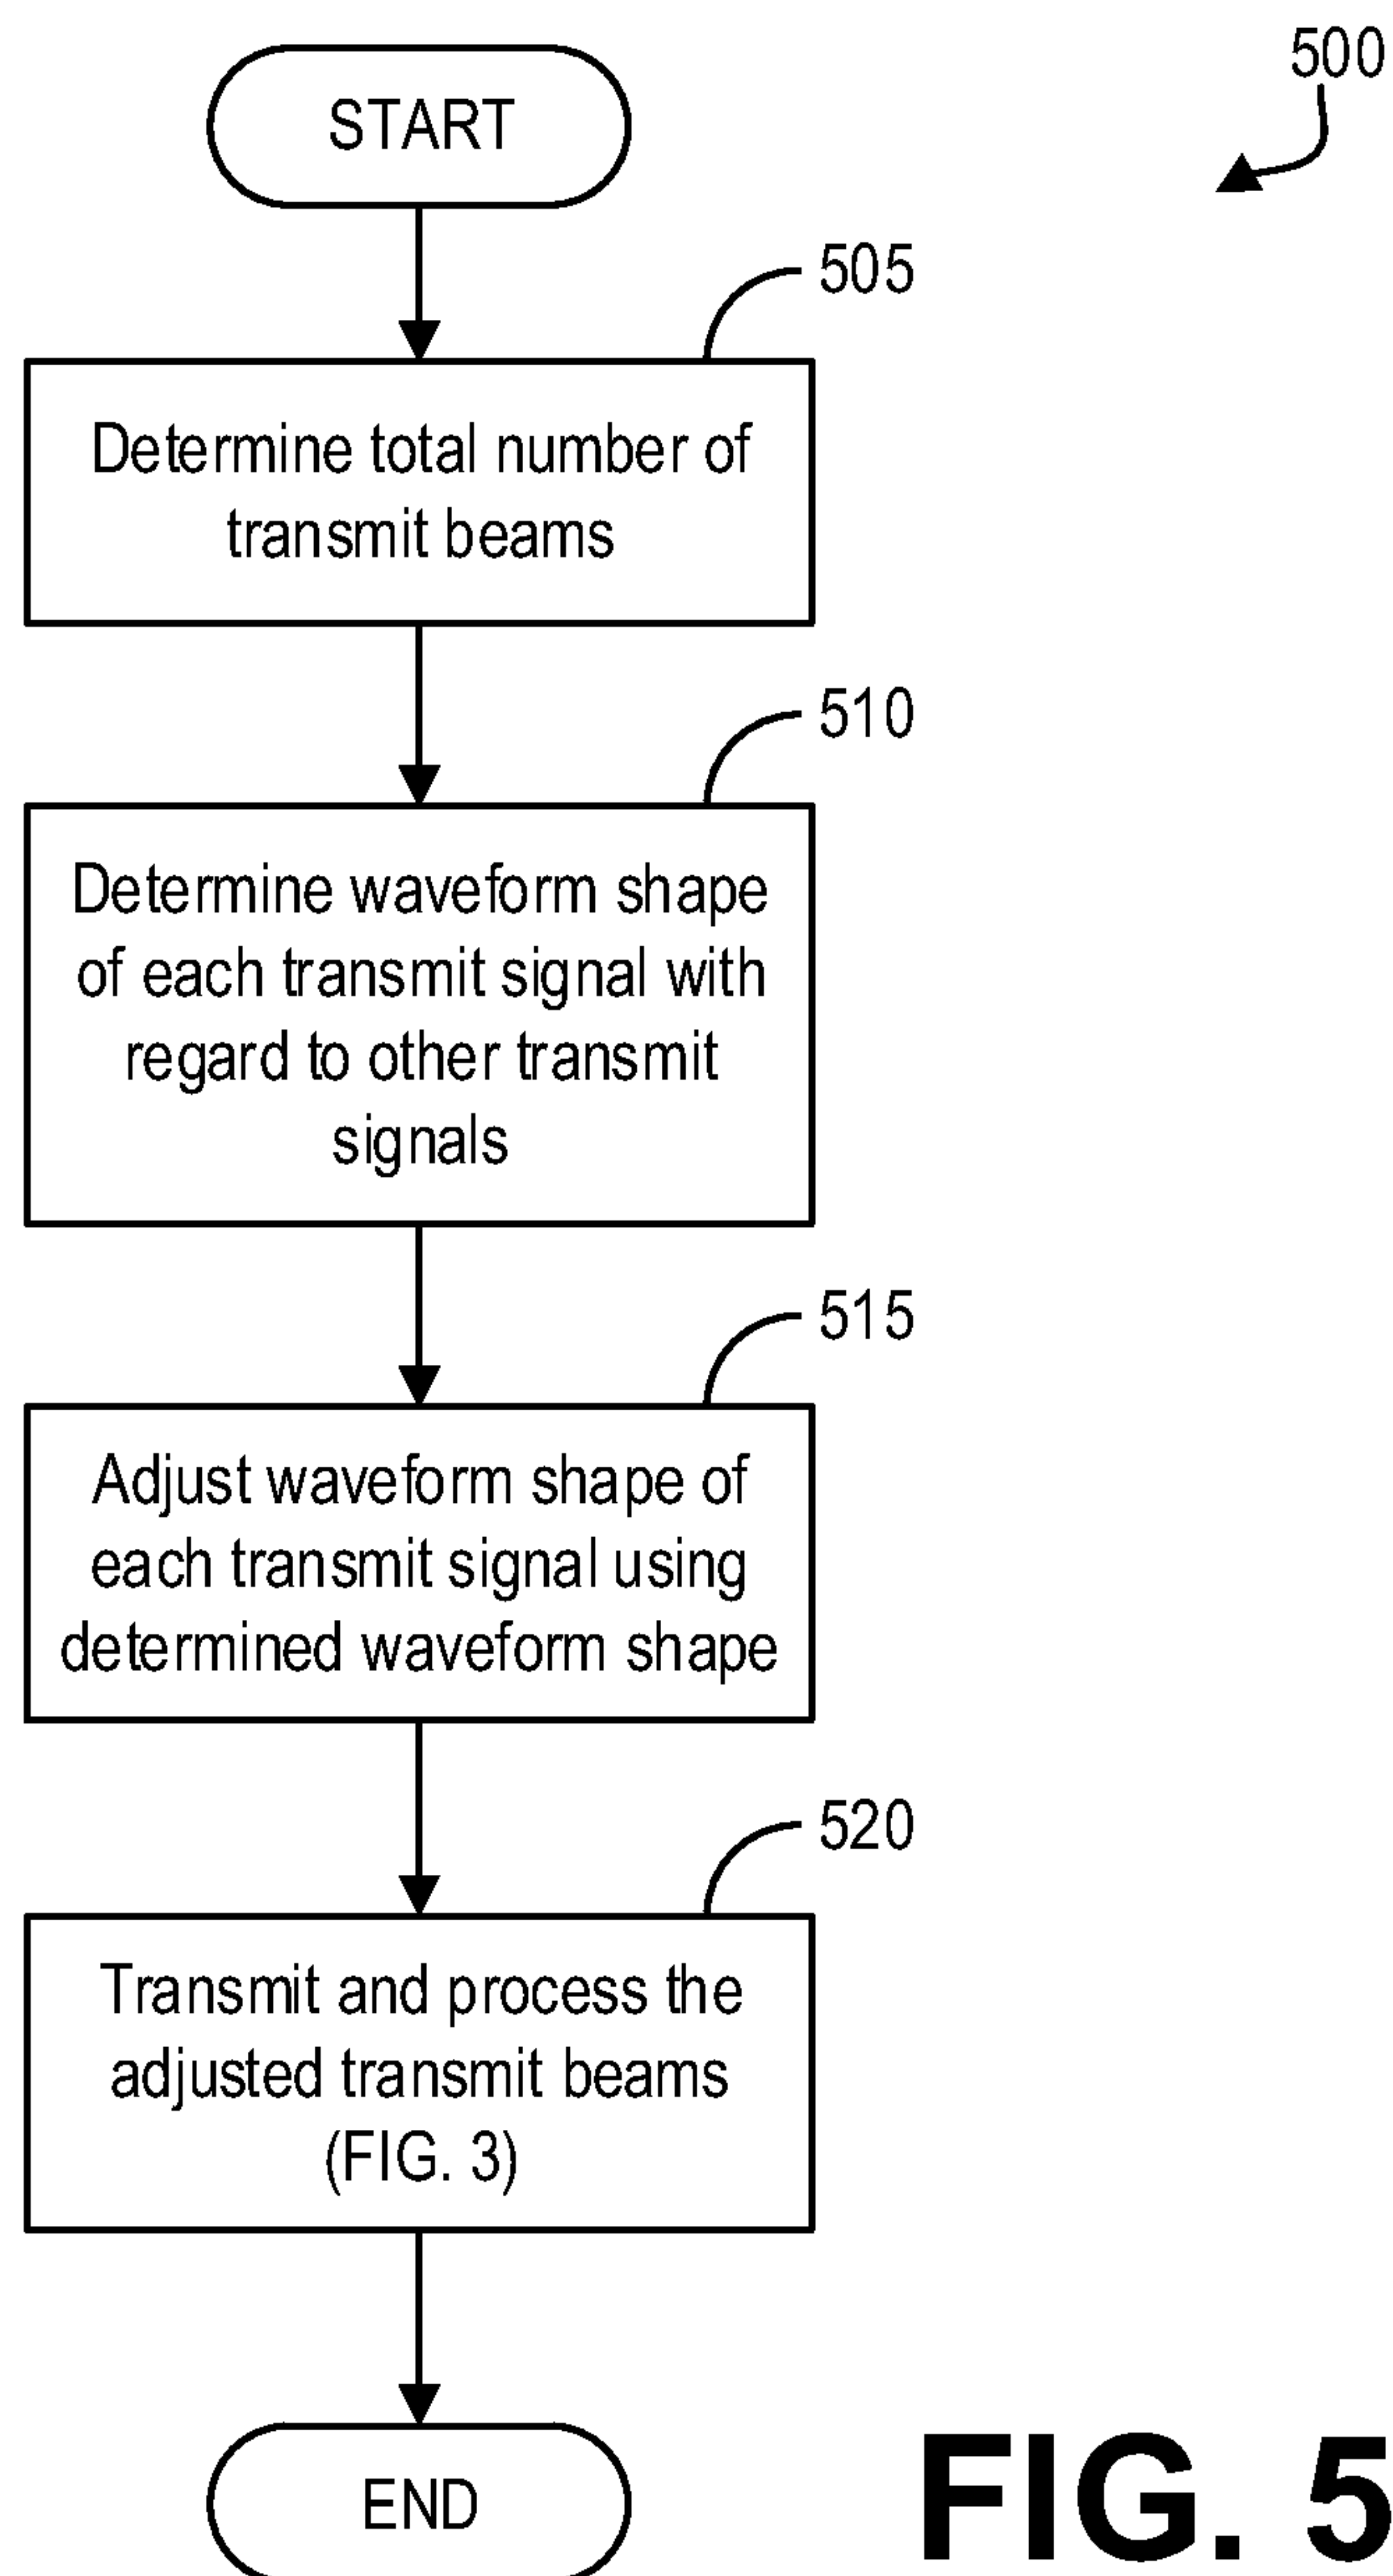 500
START
505
Determine total number of
transmit beams
510
Determine waveform shape
of each transmit signal with
regard to other transmit
signals
515
Adjust waveform shape of
each transmit signal using
determined waveform shape
520
Transmit and process the
adjusted transmit beams
(FIG. 3)
END
FIG. 5